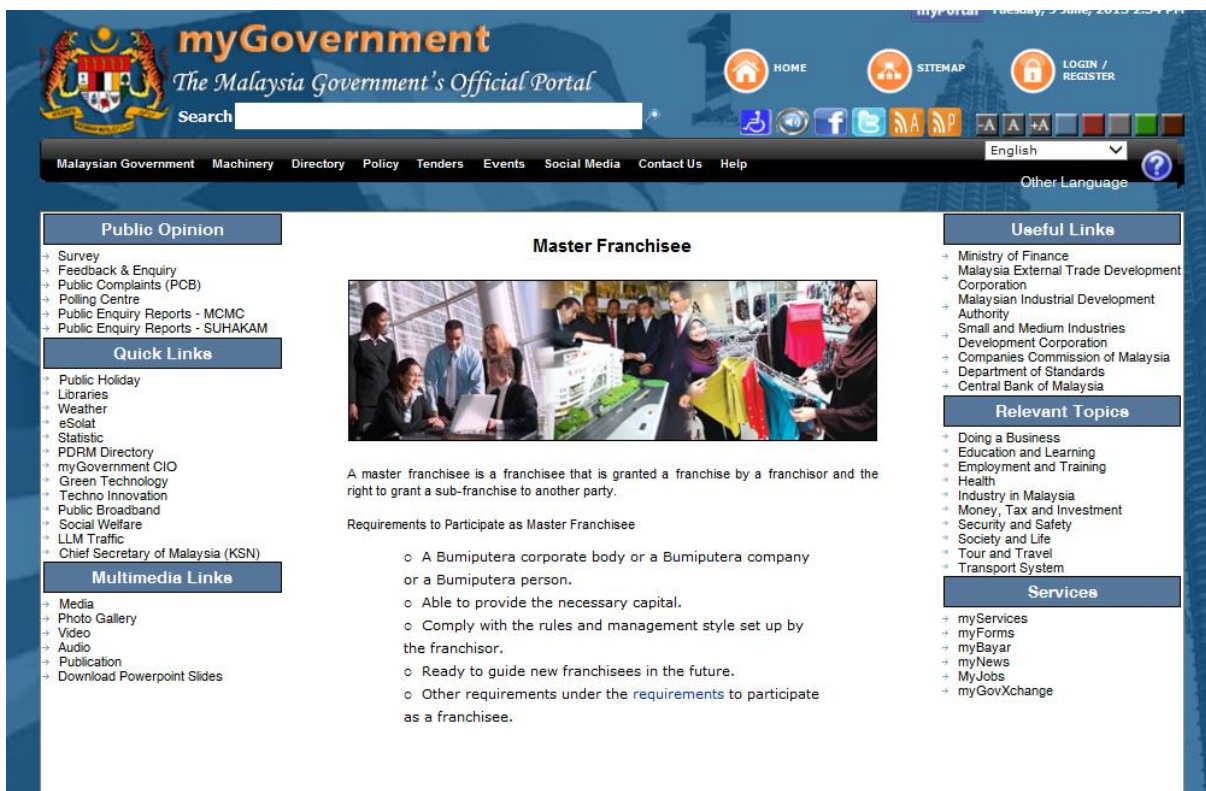 myPortal Tuesday, 9 June, 2015 2:54 PM
myGovernment
The Malaysia Government's Official Portal
Search
HOME
SITEMAP
LOGIN /
REGISTER
-A A +A
Malaysian Government Machinery Directory Policy Tenders Events Social Media Contact Us Help
English
Other Language
Public Opinion
Survey
Feedback & Enquiry
Public Complaints (PCB)
Polling Centre
Public Enquiry Reports - MCMC
Public Enquiry Reports - SUHAKAM
Quick Links
Public Holiday
Libraries
Weather
eSolat
Statistic
PDRM Directory
myGovernment CIO
Green Technology
Techno Innovation
Public Broadband
Social Welfare
LLM Traffic
Chief Secretary of Malaysia (KSN)
Multimedia Links
Media
Photo Gallery
Video
Audio
Publication
Download Powerpoint Slides
Master Franchisee
A master franchisee is a franchisee that is granted a franchise by a franchisor and the
right to grant a sub-franchise to another party.
Requirements to Participate as Master Franchisee
o A Bumiputera corporate body or a Bumiputera company
or a Bumiputera person.
o Able to provide the necessary capital.
o Comply with the rules and management style set up by
the franchisor.
o Ready to guide new franchisees in the future.
o Other requirements under the requirements to participate
as a franchisee.
Useful Links
Ministry of Finance
Malaysia External Trade Development
Corporation
Malaysian Industrial Development
Authority
Small and Medium Industries
Development Corporation
Companies Commission of Malaysia
Department of Standards
Central Bank of Malaysia
Relevant Topics
Doing a Business
Education and Learning
Employment and Training
Health
Industry in Malaysia
Money, Tax and Investment
Security and Safety
Society and Life
Tour and Travel
Transport System
Services
myServices
myForms
myBayar
myNews
MyJobs
myGovXchange